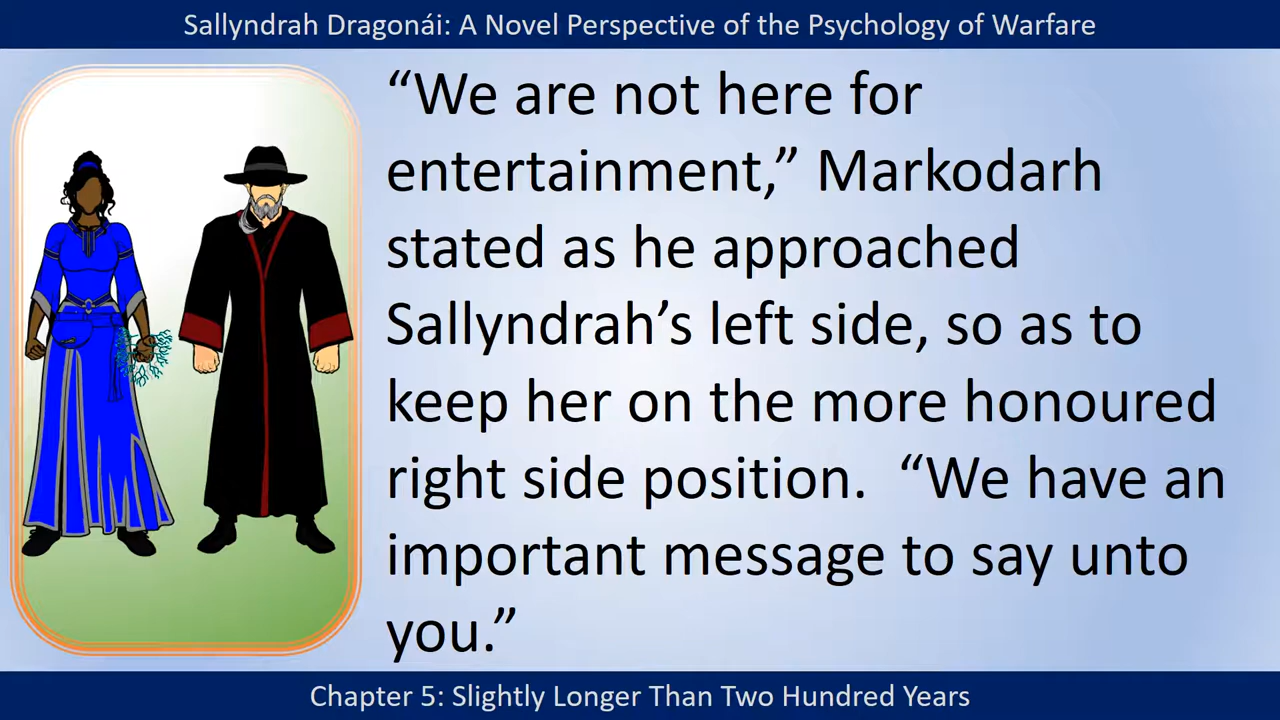 Sallyndrah Dragonái: A Novel Perspective of the Psychology of Warfare
“We are not here for
entertainment,” Markodarh
stated as he approached
Sallyndrah’s left side, so as to
keep her on the more honoured
right side position.  “We have an
important message to say unto
you.”
Chapter 5: Slightly Longer Than Two Hundred Years